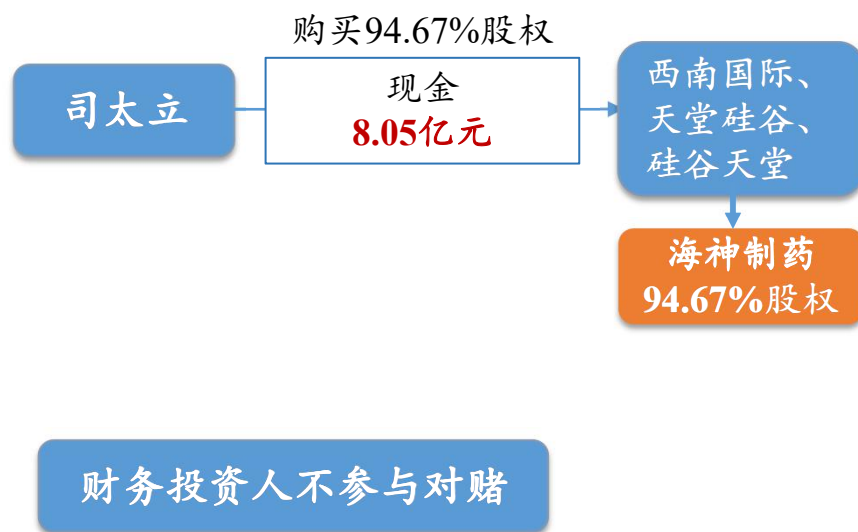 购买94.67%股权
司太立
现金
8.05亿元
西南国际、
天堂硅谷、
硅谷天堂
海神制药
94.67%股权
财务投资人不参与对赌